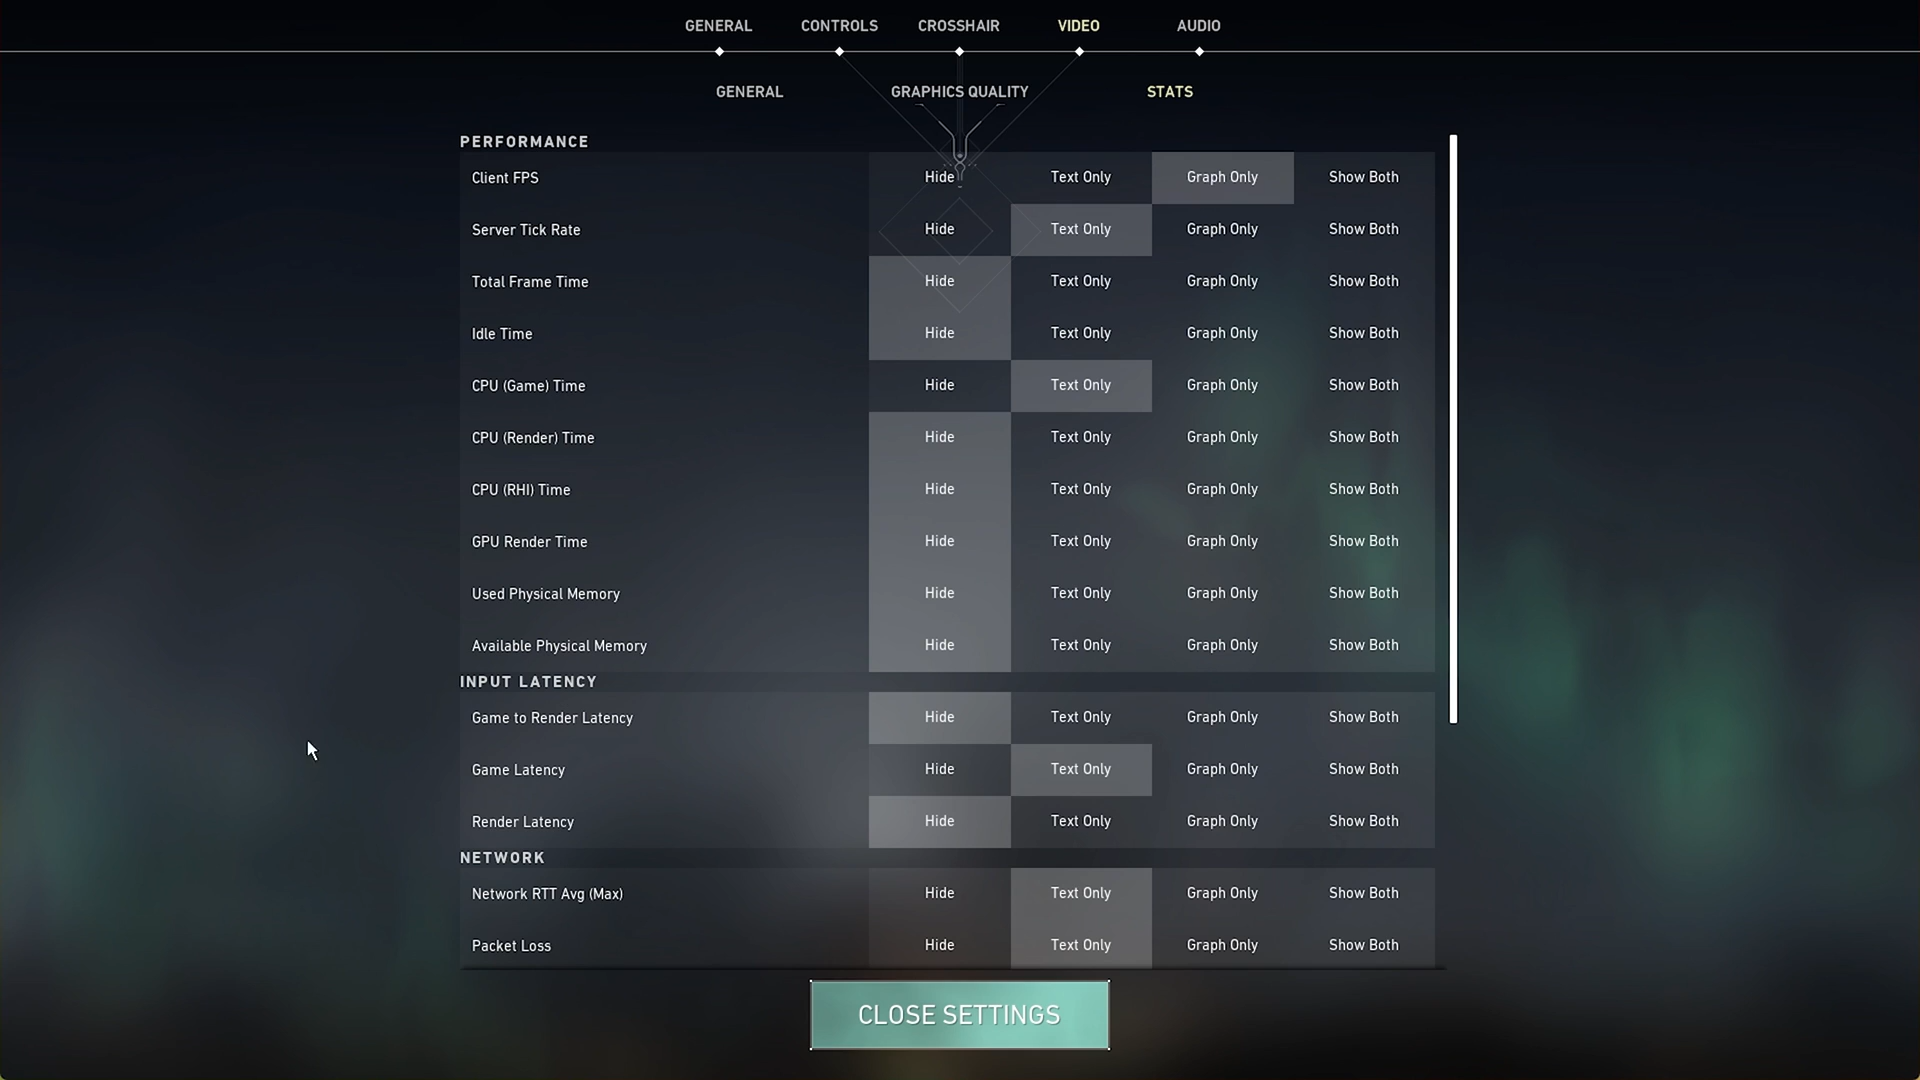 GENERAL CONTROLS CROSSHAIR VIDEO AUDIO
GENERAL GRAPHICS QUALITY STATS
PERFORMANCE
Client FPS Hide Text Only Graph Only Show Both
Server Tick Rate Hide Text Only Graph Only Show Both
Total Frame Time Hide Text Only Graph Only Show Both
Idle Time Hide Text Only Graph Only Show Both
CPU (Game) Time Hide Text Only Graph Only Show Both
CPU (Render) Time Hide Text Only Graph Only Show Both
CPU (RHI) Time Hide Text Only Graph Only Show Both
GPU Render Time Hide Text Only Graph Only Show Both
Used Physical Memory Hide Text Only Graph Only Show Both
Available Physical Memory Hide Text Only Graph Only Show Both
INPUT LATENCY
Game to Render Latency Hide Text Only Graph Only Show Both
Game Latency Hide Text Only Graph Only Show Both
Render Latency Hide Text Only Graph Only Show Both
NETWORK
Network RTT Avg (Max) Hide Text Only Graph Only Show Both
Packet Loss Hide Text Only Graph Only Show Both
CLOSE SETTINGS